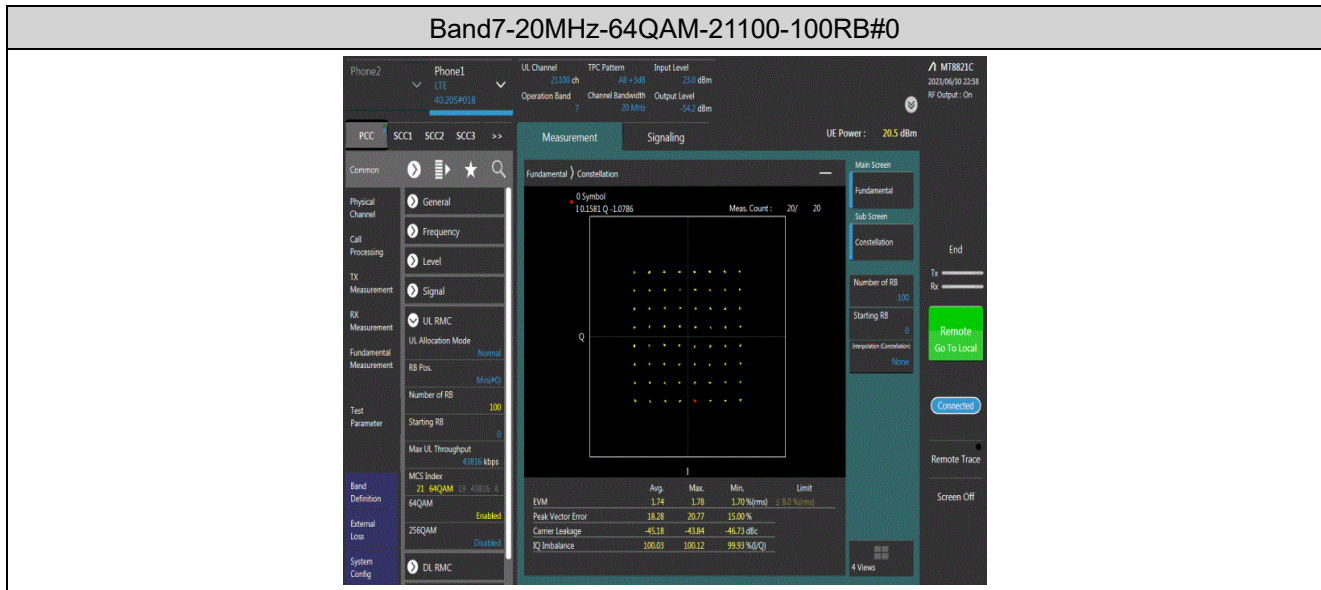 Band7-20MHz-64QAM-21100-100RB#0
Phone2
Phone1
LTE
40.20S#018
UL Channel
21100 ch
TPC Pattern
All +3dB
Input Level
23.0 dBm
Operation Band
7
Channel Bandwidth
20 MHz
Output Level
-54.2 dBm
MT8821C
2023/06/30 22:58
RF Output : On
PCC SCC1 SCC2 SCC3 >>
Measurement
Signaling
UE Power : 20.5 dBm
Common
Physical
Channel
Call
Processing
TX
Measurement
RX
Measurement
Fundamental
Measurement
Test
Parameter
Band
Definition
External
Loss
System
Config
General
Frequency
Level
Signal
UL RMC
UL Allocation Mode
Normal
RB Pos.
Min(#0)
Number of RB
100
Starting RB
0
Max UL Throughput
43816 kbps
MCS Index
21 64QAM 19 43816 8
64QAM
Enabled
256QAM
Disabled
DL RMC
Fundamental Constellation
0 Symbol
I 0.1581 Q -1.0786
Meas. Count : 20/ 20
Q
I
Avg. Max. Min. Limit
EVM 1.74 1.78 1.70 %(rms) ≤ 8.0 %(rms)
Peak Vector Error 18.28 20.77 15.00 %
Carrier Leakage -45.18 -43.84 -46.73 dBc
IQ Imbalance 100.03 100.12 99.93 %(I/Q)
Main Screen
Fundamental
Sub Screen
Constellation
Number of RB
100
Starting RB
0
Interpolation (Constellation)
None
4 Views
End
Tx
Rx
Remote
Go To Local
Connected
Remote Trace
Screen Off